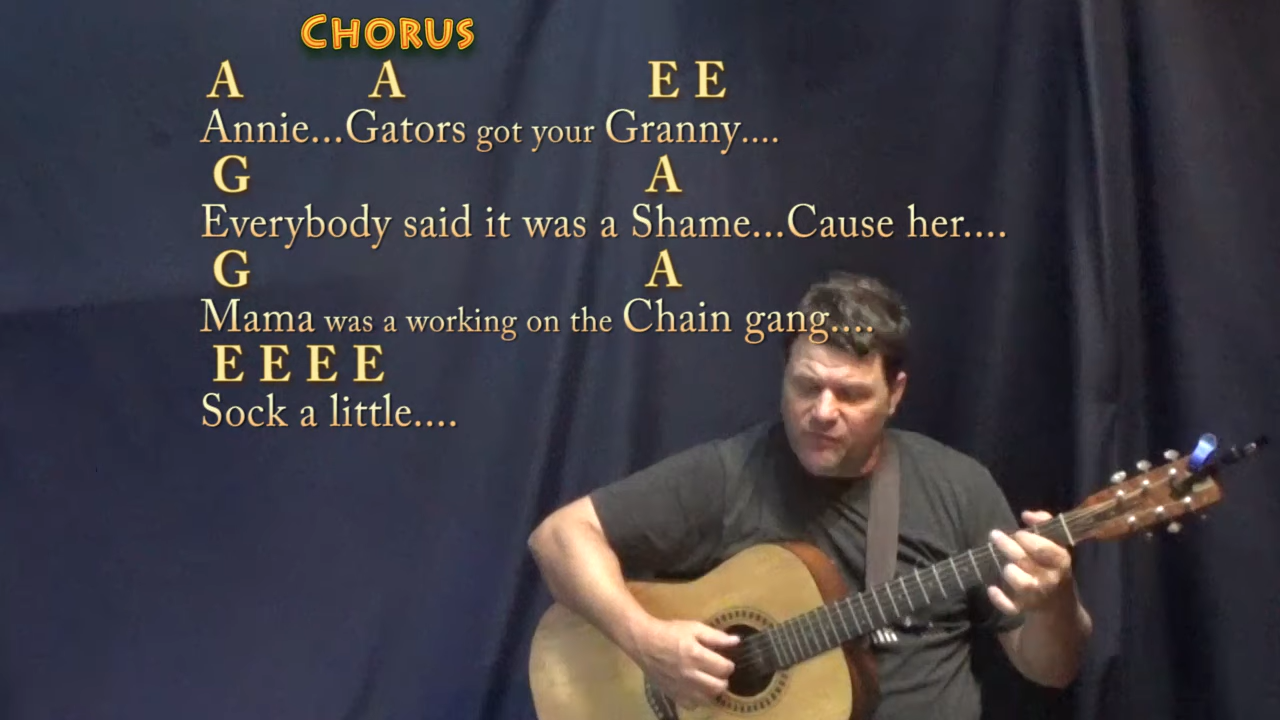 CHORUS
A A E E
Annie...Gators got your Granny....
G A
Everybody said it was a Shame...Cause her....
G A
Mama was a working on the Chain gang....
E E E E
Sock a little....